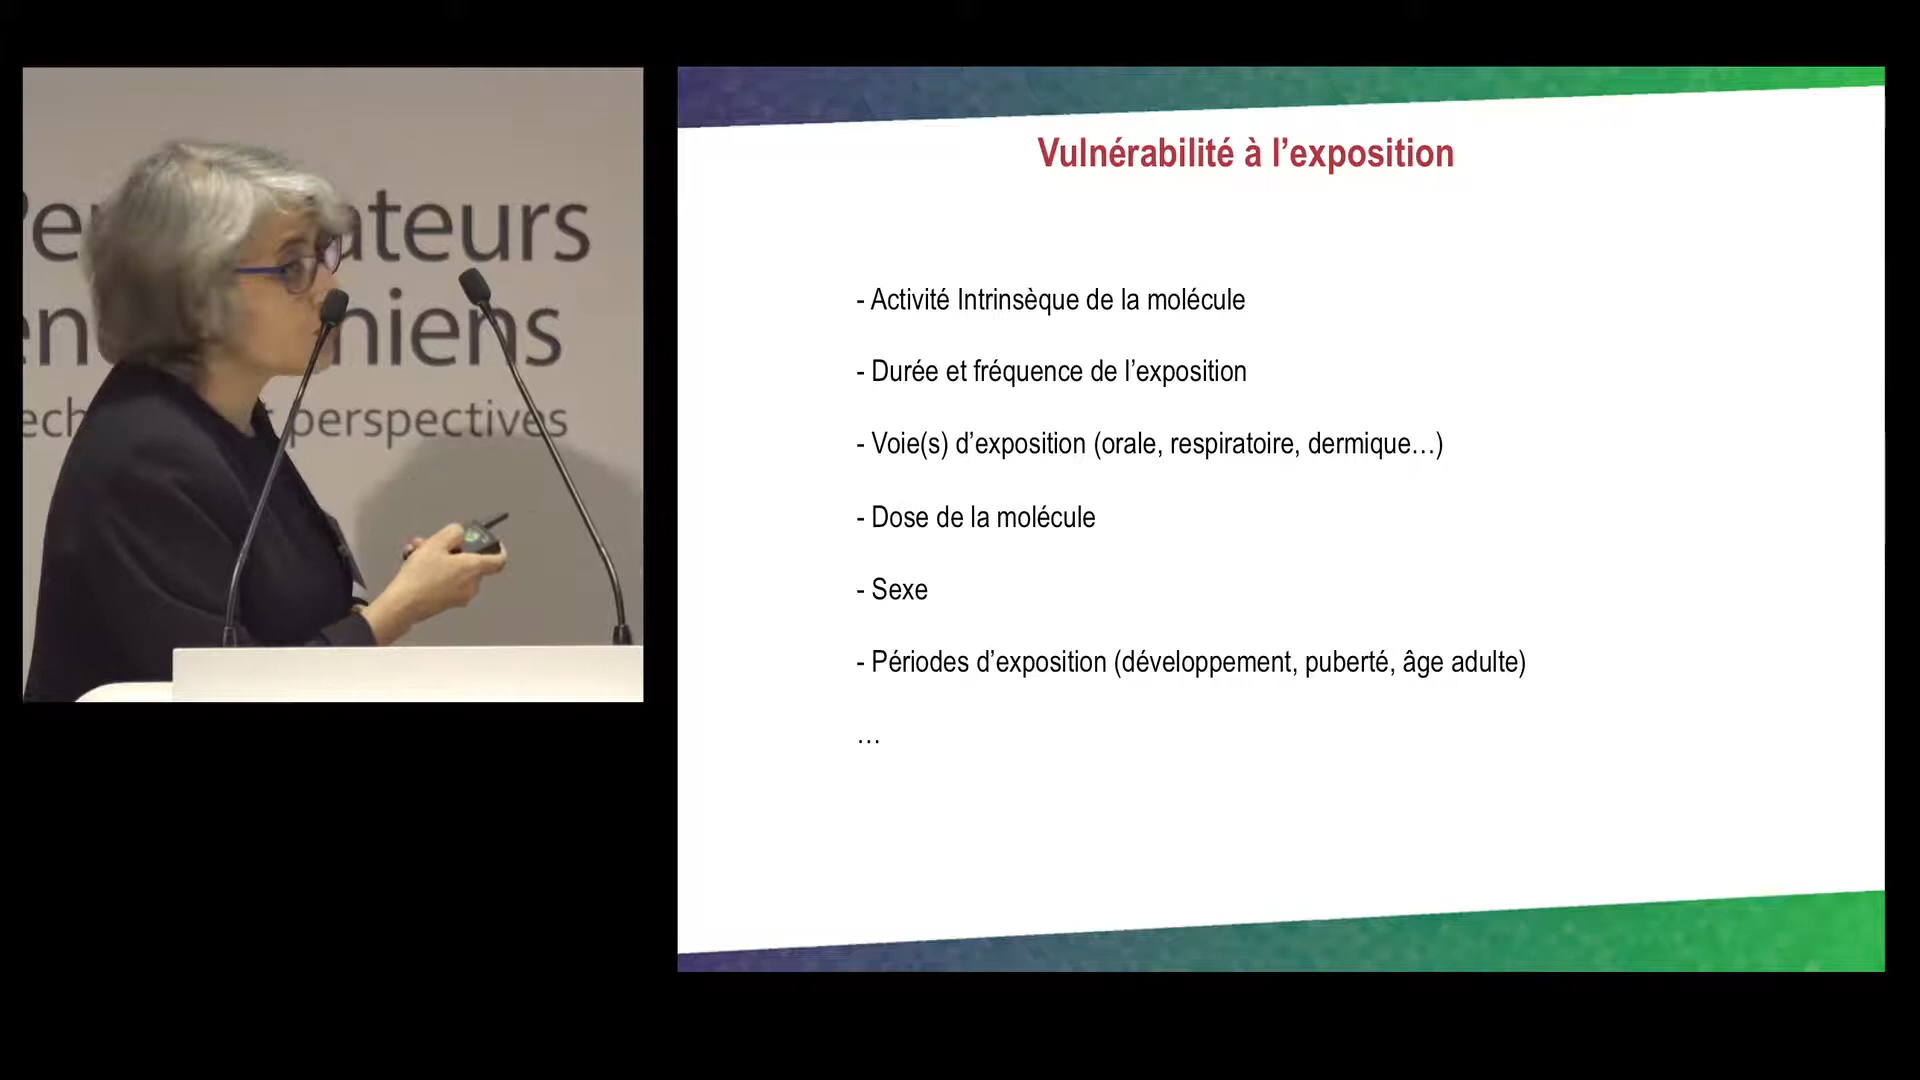 ateurs
perspectives
Vulnérabilité à l’exposition
- Activité Intrinsèque de la molécule
- Durée et fréquence de l’exposition
- Voie(s) d’exposition (orale, respiratoire, dermique…)
- Dose de la molécule
- Sexe
- Périodes d’exposition (développement, puberté, âge adulte)
…